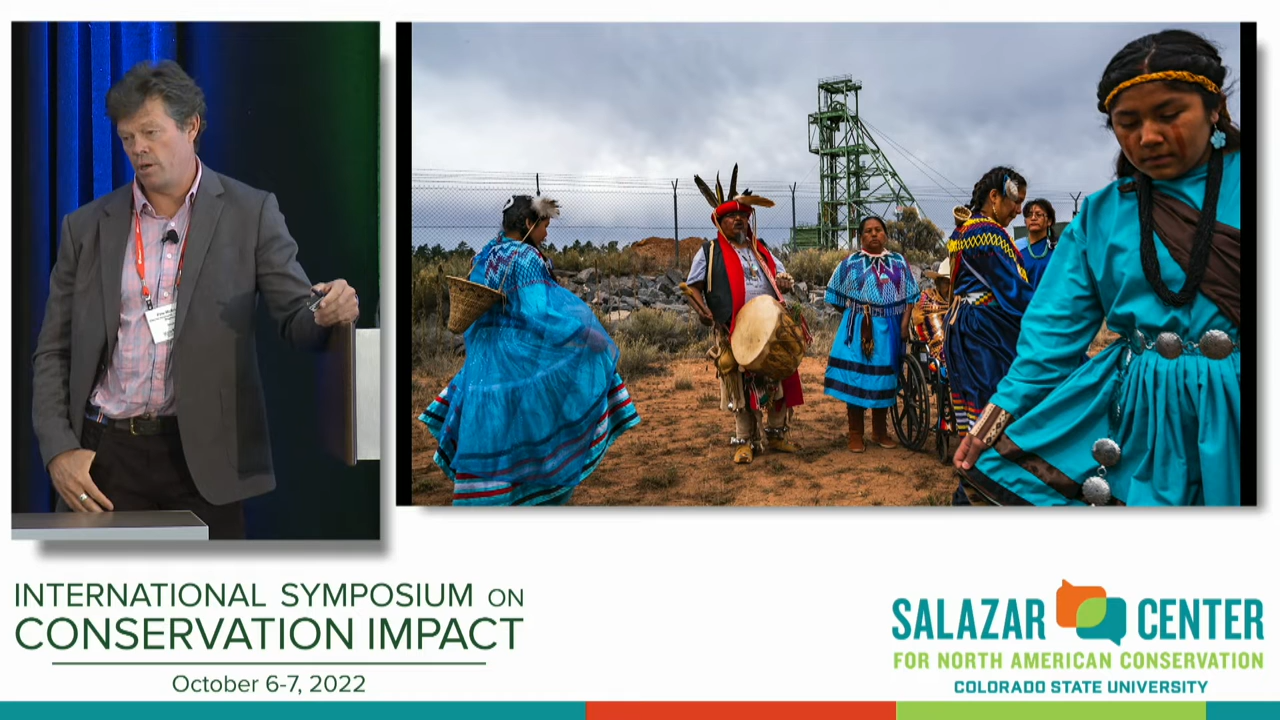 INTERNATIONAL SYMPOSIUM ON
CONSERVATION IMPACT
October 6-7, 2022
SALAZAR CENTER
FOR NORTH AMERICAN CONSERVATION
COLORADO STATE UNIVERSITY